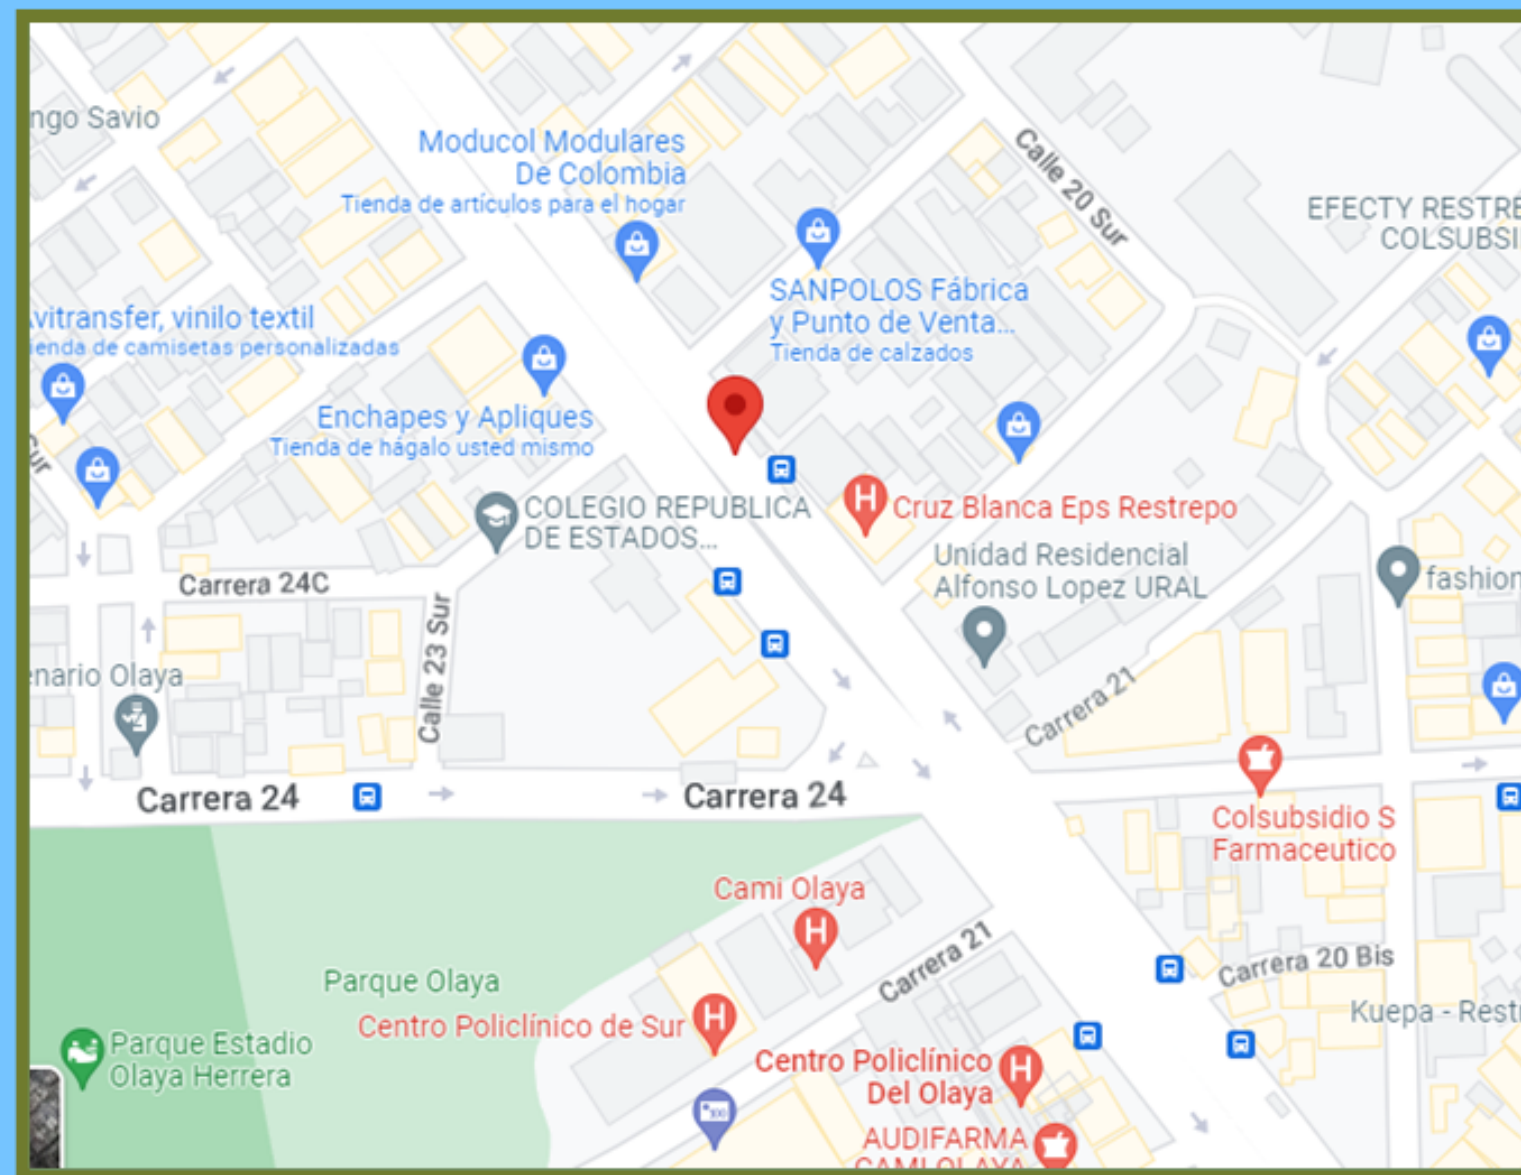 ngo Savio
Moducol Modulares
De Colombia
Tienda de artículos para el hogar
Calle 20 Sur
EFECTY RESTRE
COLSUBSI
SANPOLOS Fábrica
y Punto de Venta...
Tienda de calzados
vitransfer, vinilo textil
ienda de camisetas personalizadas
Enchapes y Apliques
Tienda de hágalo usted mismo
Sur
COLEGIO REPUBLICA
DE ESTADOS...
Cruz Blanca Eps Restrepo
Unidad Residencial
Alfonso Lopez URAL
fashion
Carrera 24C
Calle 23 Sur
enario Olaya
Carrera 21
Carrera 24
Carrera 24
Colsubsidio S
Farmaceutico
Cami Olaya
Carrera 21
Carrera 20 Bis
Parque Olaya
Kuepa - Rest
Centro Policlínico de Sur
Parque Estadio
Olaya Herrera
Centro Policlínico
Del Olaya
AUDIFARMA
CAMI OLAYA